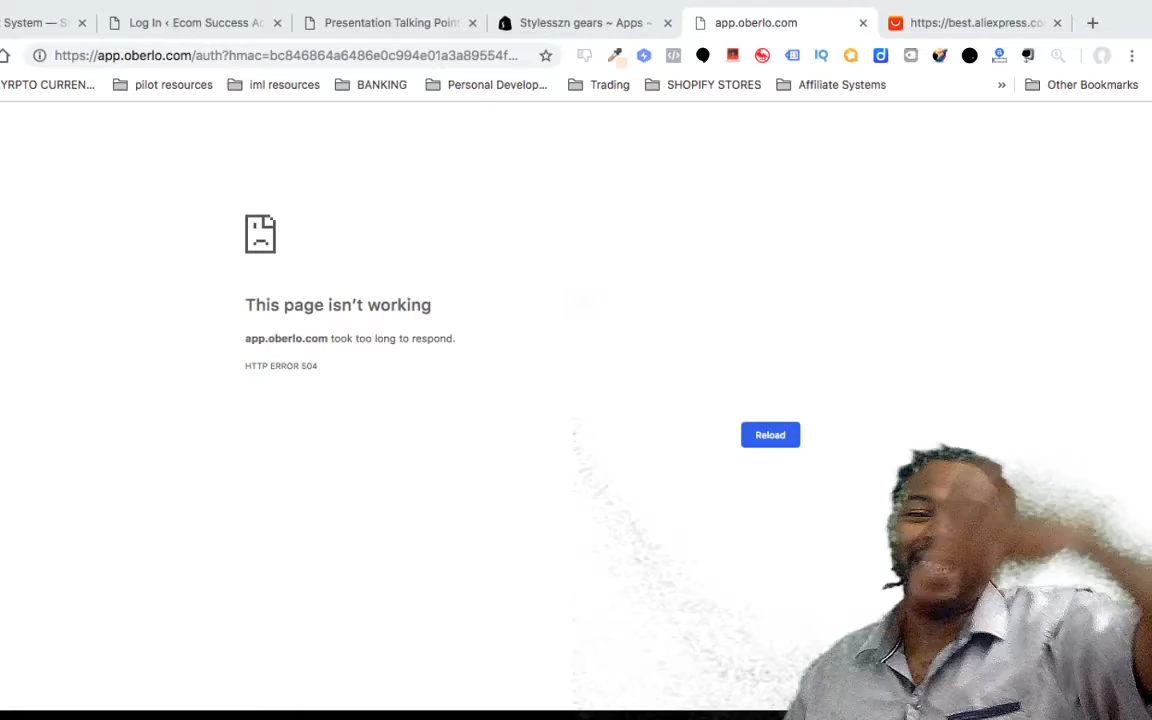 System — S
Log In ‹ Ecom Success Ac
Presentation Talking Point
Stylesszn gears ~ Apps ~
app.oberlo.com
https://best.aliexpress.co
https://app.oberlo.com/auth?hmac=bc846864a6486e0c994e01a3a89554f...
YRPTO CURREN...
pilot resources
iml resources
BANKING
Personal Develop...
Trading
SHOPIFY STORES
Affiliate Systems
»
Other Bookmarks
This page isn't working
app.oberlo.com took too long to respond.
HTTP ERROR 504
Reload